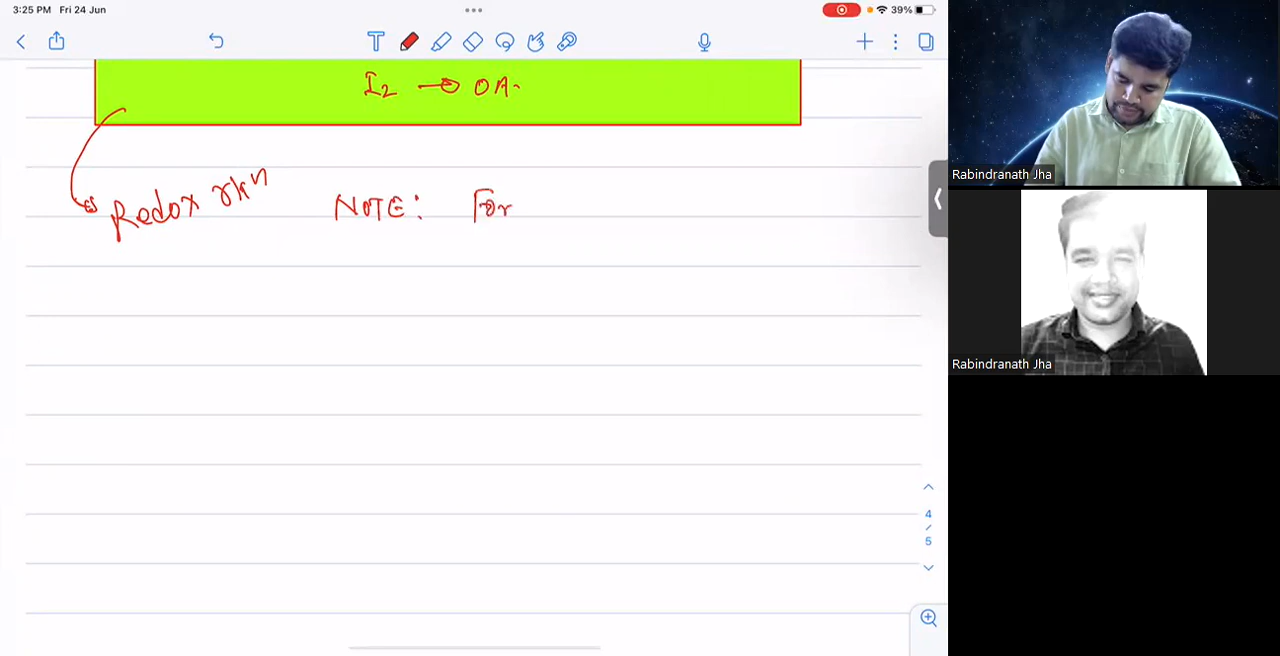 3:25 PM Fri 24 Jun
39%
I2 → OA.
Redox rxn
NOTE: For
4
/
5
Rabindranath Jha
Rabindranath Jha